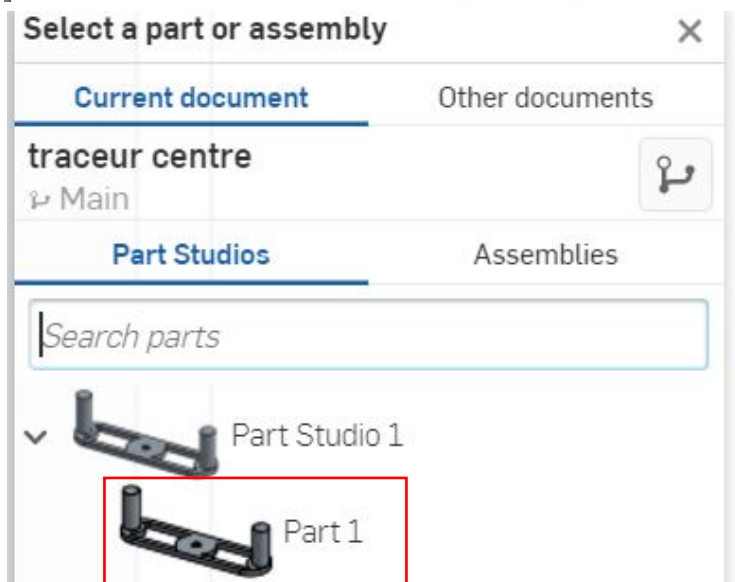 Select a part or assembly
Current document Other documents
traceur centre
Main
Part Studios Assemblies
Search parts
Part Studio 1
Part 1